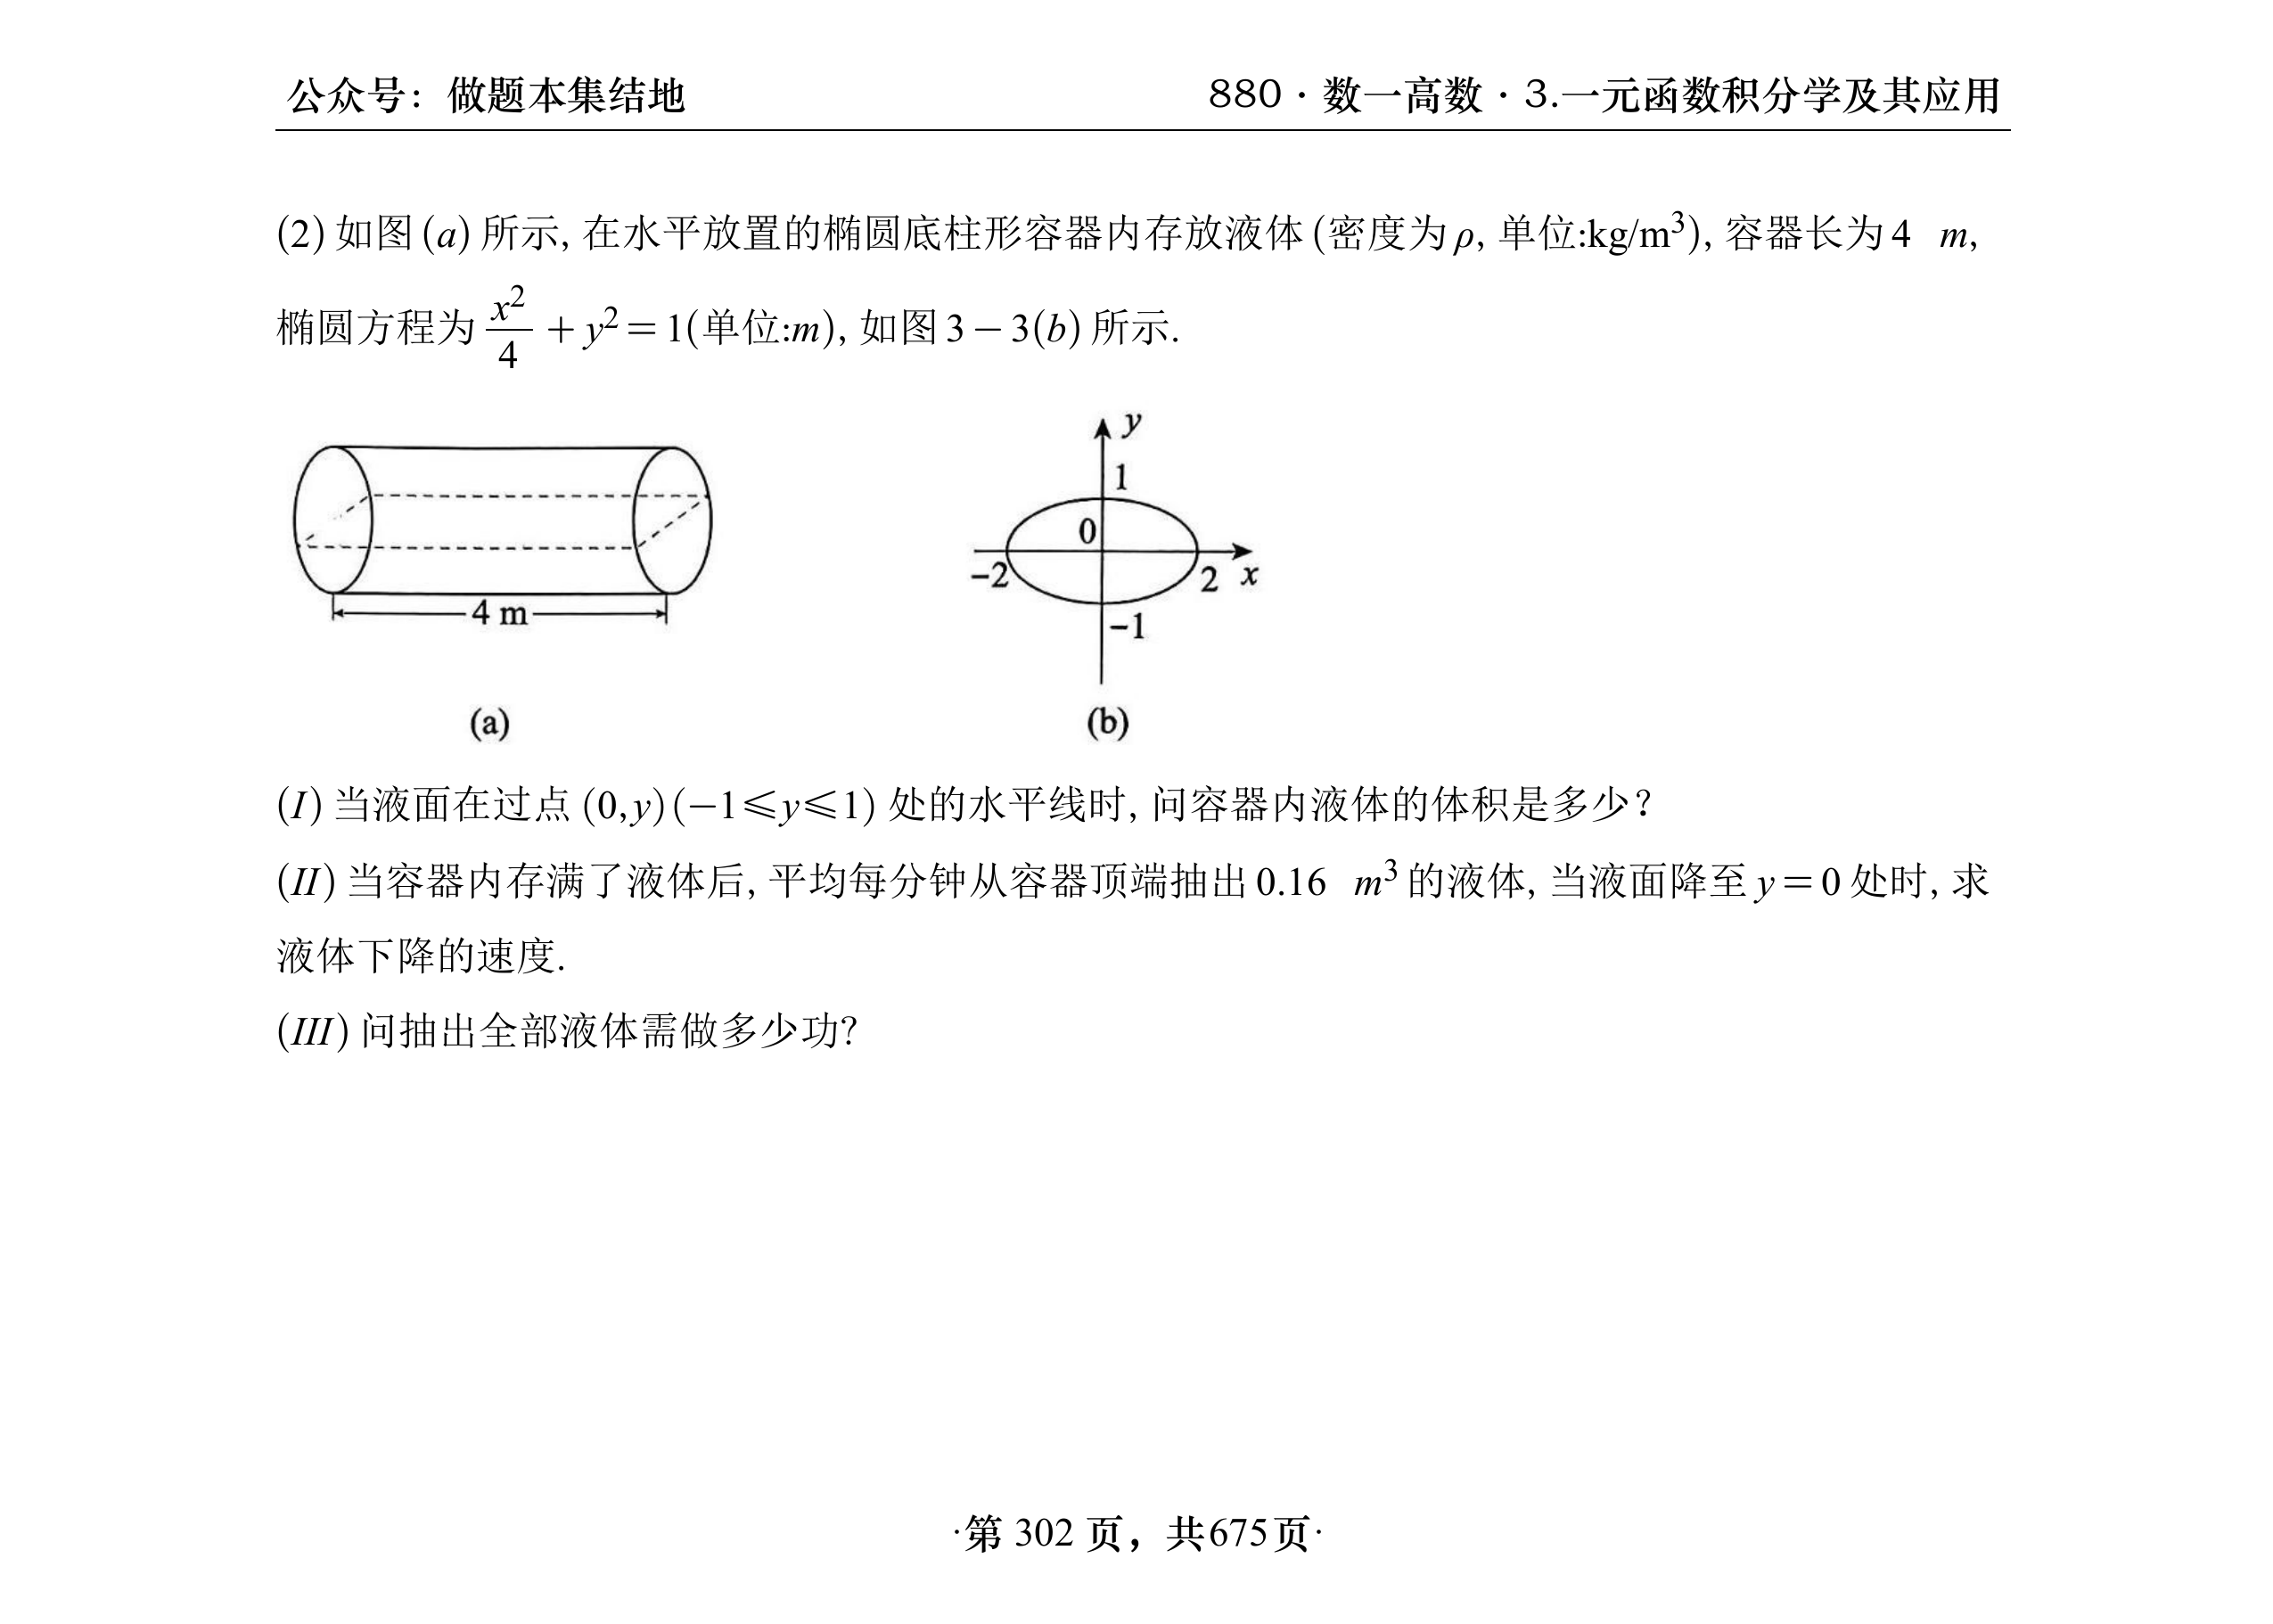 公众号：做题本集结地 880·数一高数·3.一元函数积分学及其应用
(2) 如图 (a) 所示, 在水平放置的椭圆底柱形容器内存放液体 (密度为 ρ, 单位:kg/m³), 容器长为 4 m,
椭圆方程为 x²/4 + y² = 1(单位:m), 如图 3 − 3(b) 所示.
4 m
(a)
y
1
0
−2
2 x
−1
(b)
(I) 当液面在过点 (0,y)(−1⩽y⩽1) 处的水平线时, 问容器内液体的体积是多少?
(II) 当容器内存满了液体后, 平均每分钟从容器顶端抽出 0.16 m³ 的液体, 当液面降至 y = 0 处时, 求
液体下降的速度.
(III) 问抽出全部液体需做多少功?
·第 302 页，共675页·